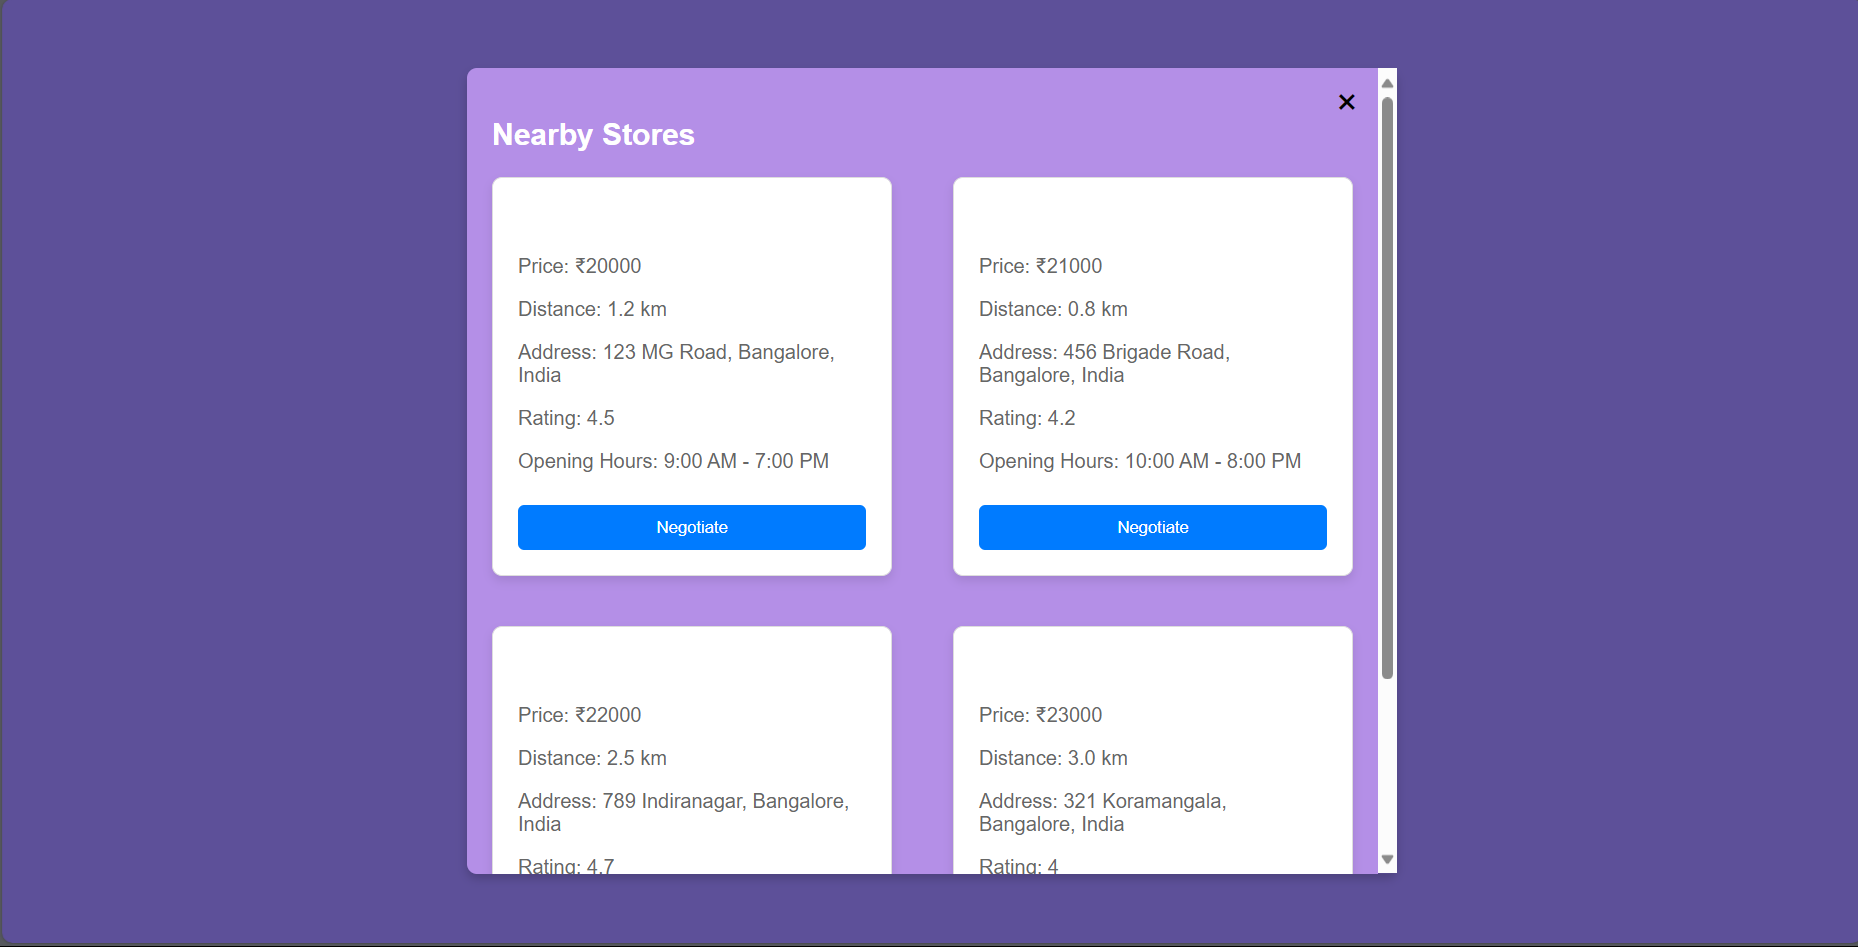 Nearby Stores
Price: ₹20000
Distance: 1.2 km
Address: 123 MG Road, Bangalore,
India
Rating: 4.5
Opening Hours: 9:00 AM - 7:00 PM
Negotiate
Price: ₹21000
Distance: 0.8 km
Address: 456 Brigade Road,
Bangalore, India
Rating: 4.2
Opening Hours: 10:00 AM - 8:00 PM
Negotiate
Price: ₹22000
Distance: 2.5 km
Address: 789 Indiranagar, Bangalore,
India
Rating: 4.7
Price: ₹23000
Distance: 3.0 km
Address: 321 Koramangala,
Bangalore, India
Rating: 4